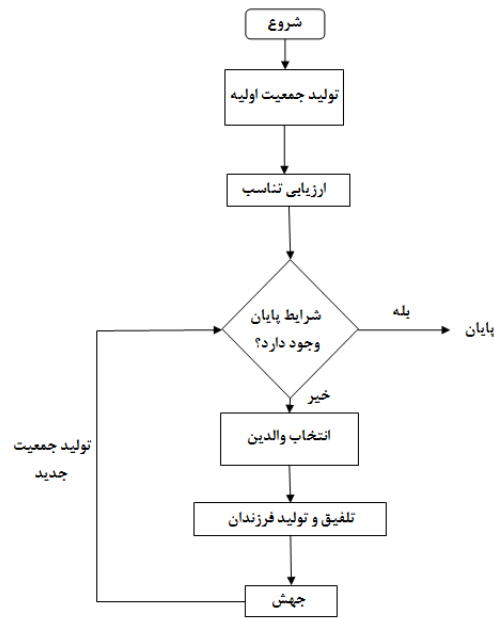 شروع
تولید جمعیت اولیه
ارزیابی تناسب
شرایط پایان
وجود دارد؟
بله
پایان
خیر
انتخاب والدین
تولید جمعیت
جدید
تلفیق و تولید فرزندان
جهش